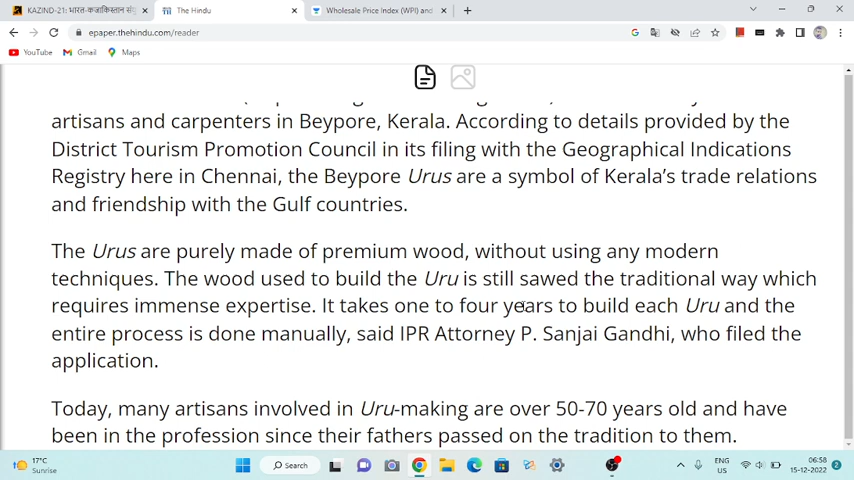 KAZIND-21: भारत-कजाकिस्तान
The Hindu
Wholesale Price Index (WPI) and
epaper.thehindu.com/reader
YouTube
Gmail
Maps
artisans and carpenters in Beypore, Kerala. According to details provided by the
District Tourism Promotion Council in its filing with the Geographical Indications
Registry here in Chennai, the Beypore Urus are a symbol of Kerala's trade relations
and friendship with the Gulf countries.
The Urus are purely made of premium wood, without using any modern
techniques. The wood used to build the Uru is still sawed the traditional way which
requires immense expertise. It takes one to four years to build each Uru and the
entire process is done manually, said IPR Attorney P. Sanjai Gandhi, who filed the
application.
Today, many artisans involved in Uru-making are over 50-70 years old and have
been in the profession since their fathers passed on the tradition to them.
17°C
Sunrise
Search
ENG
US
06:58
15-12-2022
2